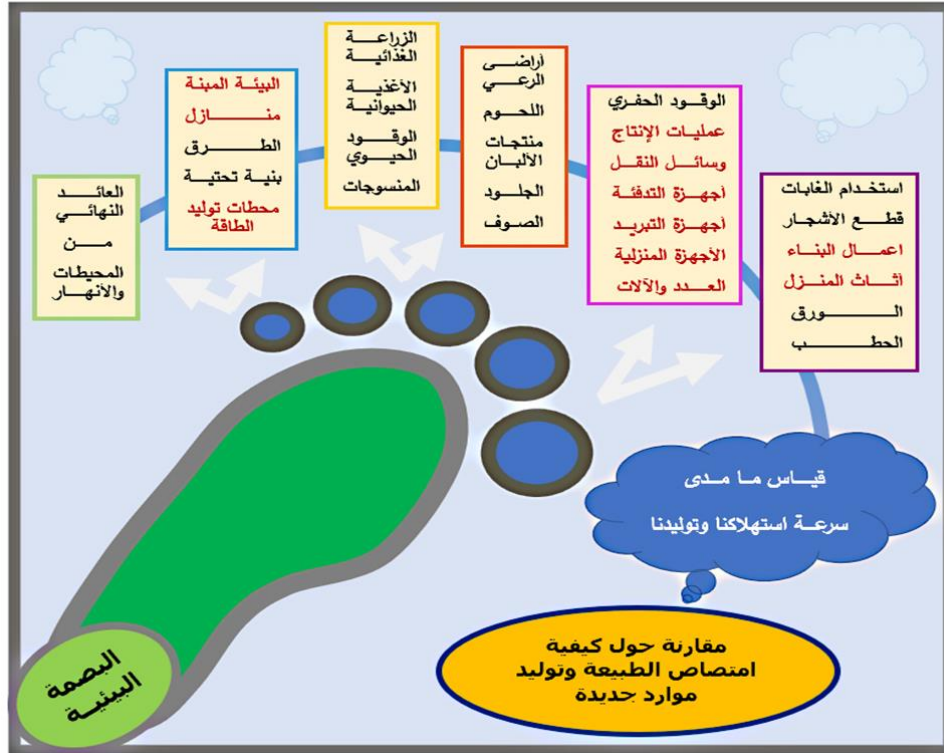 استخدام الغابات
قطع الأشجار
اعمال البناء
أثاث المنزل
الورق
الحطب
الوقود الحفري
عمليات الإنتاج
وسائل النقل
أجهزة التدفئة
أجهزة التبريد
الأجهزة المنزلية
العدد والآلات
أراضى
الرعي
اللحوم
منتجات
الألبان
الجلود
الصوف
الزراعة
الغذائية
الأغذية
الحيوانية
الوقود
الحيوي
المنسوجات
البيئة المبنة
منازل
الطرق
بنية تحتية
محطات توليد
الطاقة
العائد
النهائي
من
المحيطات
والأنهار
قياس ما مدى
سرعة استهلاكنا وتوليدنا
مقارنة حول كيفية
امتصاص الطبيعة وتوليد
موارد جديدة
البصمة
البيئية